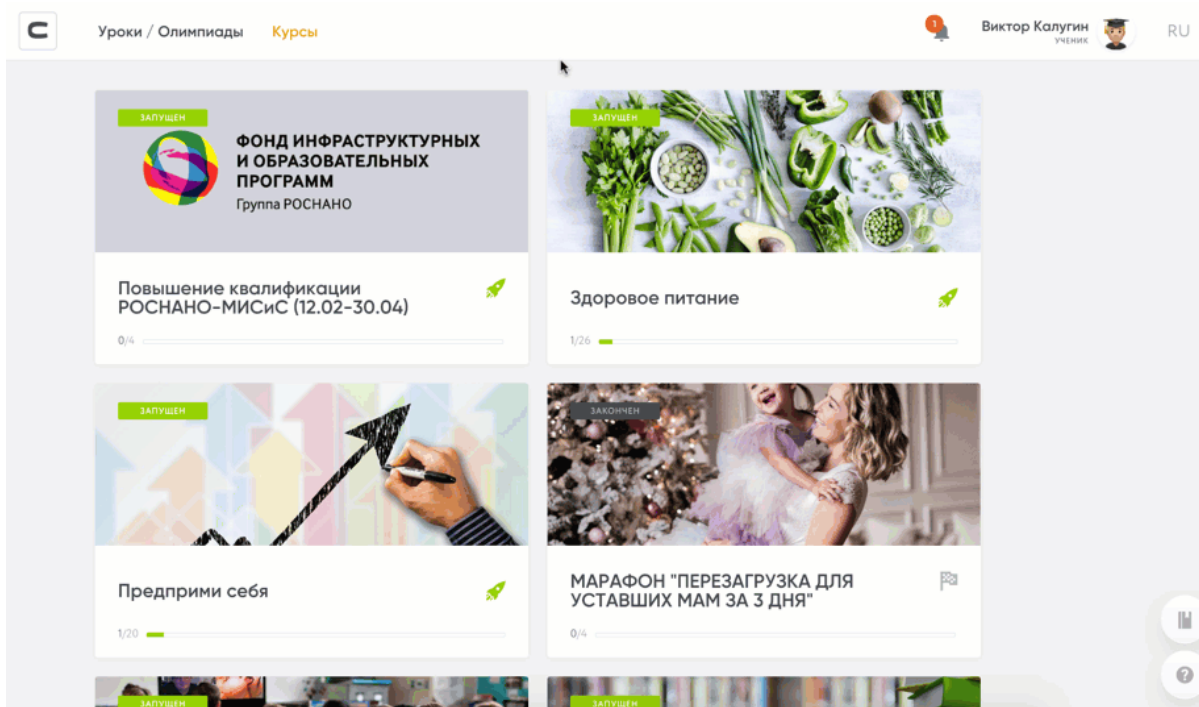 Уроки / Олимпиады
Курсы
1
Виктор Калугин
УЧЕНИК
RU
ЗАПУЩЕН
ФОНД ИНФРАСТРУКТУРНЫХ
И ОБРАЗОВАТЕЛЬНЫХ
ПРОГРАММ
Группа РОСНАНО
Повышение квалификации
РОСНАНО-МИСиС (12.02-30.04)
0/4
ЗАПУЩЕН
Здоровое питание
1/26
ЗАПУЩЕН
Предприми себя
1/20
ЗАКОНЧЕН
МАРАФОН "ПЕРЕЗАГРУЗКА ДЛЯ
УСТАВШИХ МАМ ЗА 3 ДНЯ"
0/4
ЗАПУЩЕН
ЗАПУЩЕН